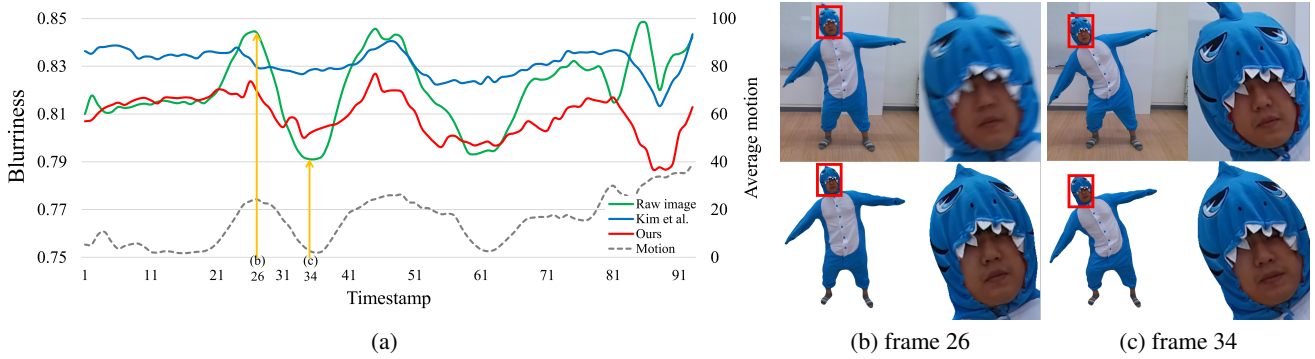 0.85
0.83
0.81
0.79
0.77
0.75
Blurriness
100
80
60
40
20
0
Average motion
Raw image
Kim et al.
Ours
Motion
(b)
(c)
1
11
21
26
31
34
41
51
61
71
81
91
Timestamp
(a)
(b) frame 26
(c) frame 34